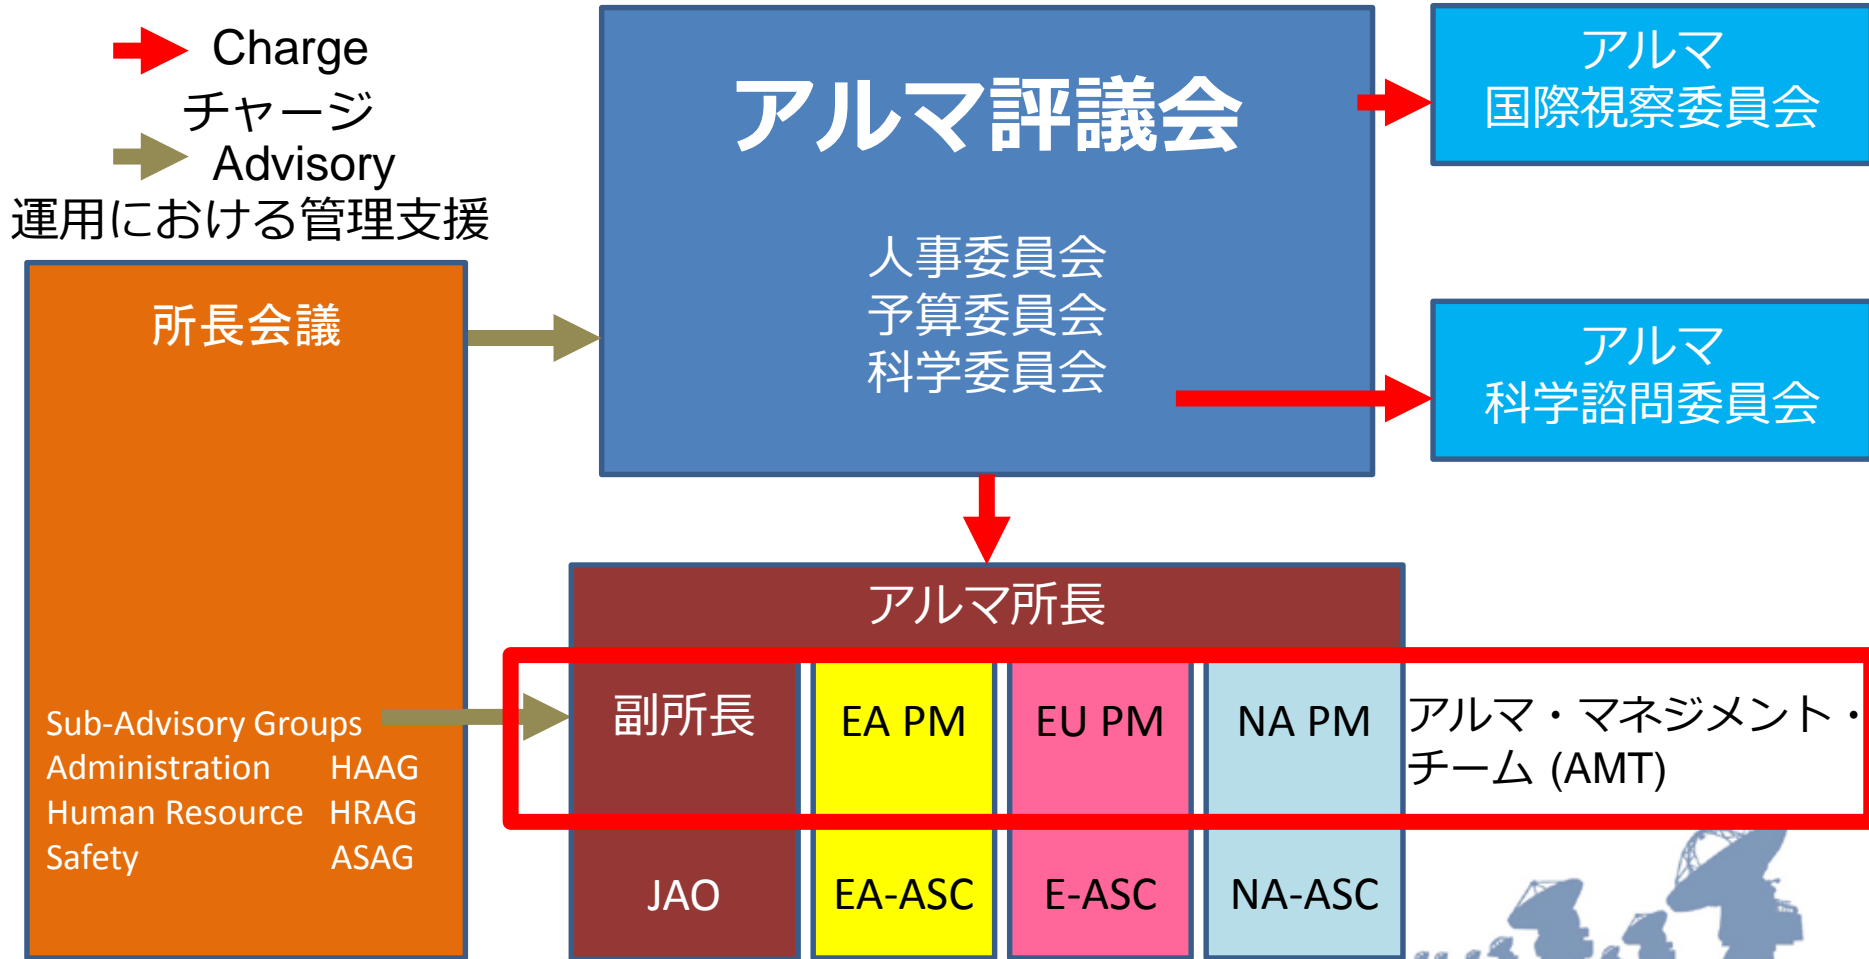 Charge
チャージ
Advisory
運用における管理支援
所長会議
Sub-Advisory Groups
Administration HAAG
Human Resource HRAG
Safety ASAG
アルマ評議会
人事委員会
予算委員会
科学委員会
アルマ
国際視察委員会
アルマ
科学諮問委員会
アルマ所長
副所長
EA PM
EU PM
NA PM
アルマ・マネジメント・
チーム (AMT)
JAO
EA-ASC
E-ASC
NA-ASC